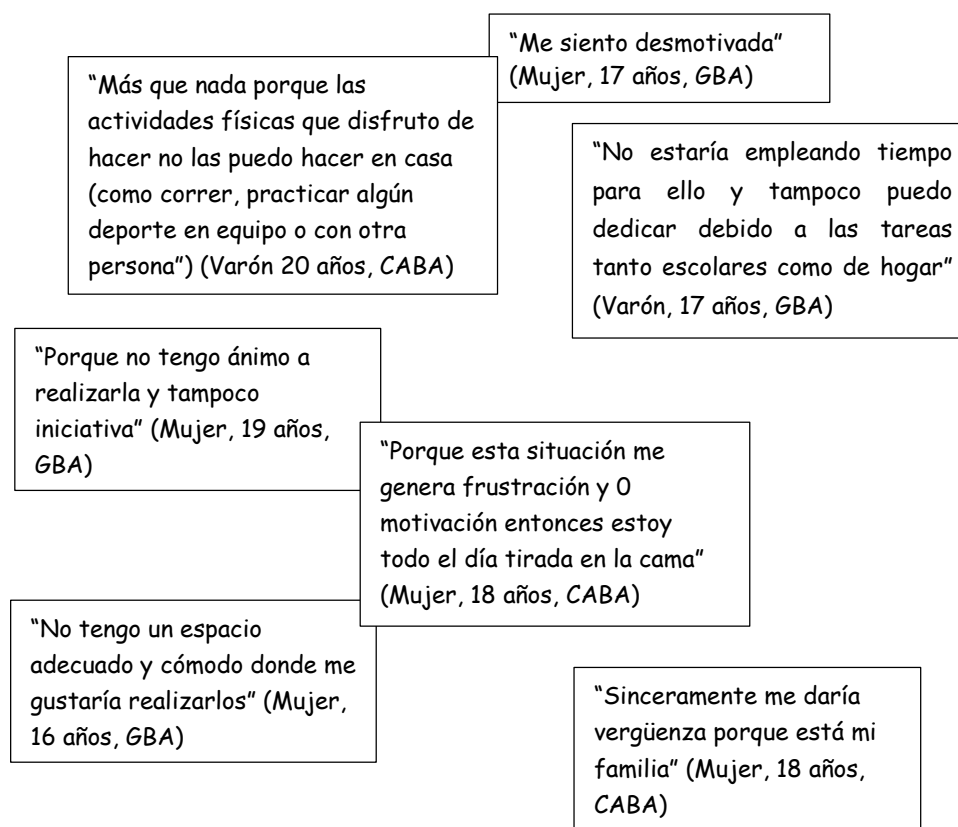 “Me siento desmotivada”
(Mujer, 17 años, GBA)
“Más que nada porque las
actividades físicas que disfruto de
hacer no las puedo hacer en casa
(como correr, practicar algún
deporte en equipo o con otra
persona”) (Varón 20 años, CABA)
“No estaría empleando tiempo
para ello y tampoco puedo
dedicar debido a las tareas
tanto escolares como de hogar”
(Varón, 17 años, GBA)
“Porque no tengo ánimo a
realizarla y tampoco
iniciativa” (Mujer, 19 años,
GBA)
“Porque esta situación me
genera frustración y 0
motivación entonces estoy
todo el día tirada en la cama”
(Mujer, 18 años, CABA)
“No tengo un espacio
adecuado y cómodo donde me
gustaría realizarlos” (Mujer,
16 años, GBA)
“Sinceramente me daría
vergüenza porque está mi
familia” (Mujer, 18 años,
CABA)